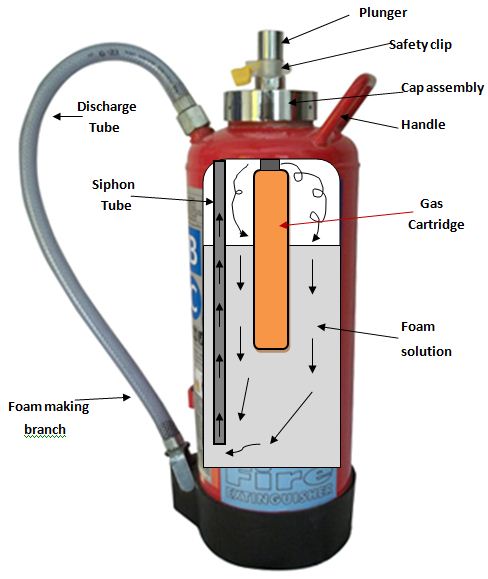 Plunger
Safety clip
Cap assembly
Handle
Discharge
Tube
Siphon
Tube
Gas
Cartridge
Foam
solution
Foam making
branch
B
C
Fire
EXTINGUISHER